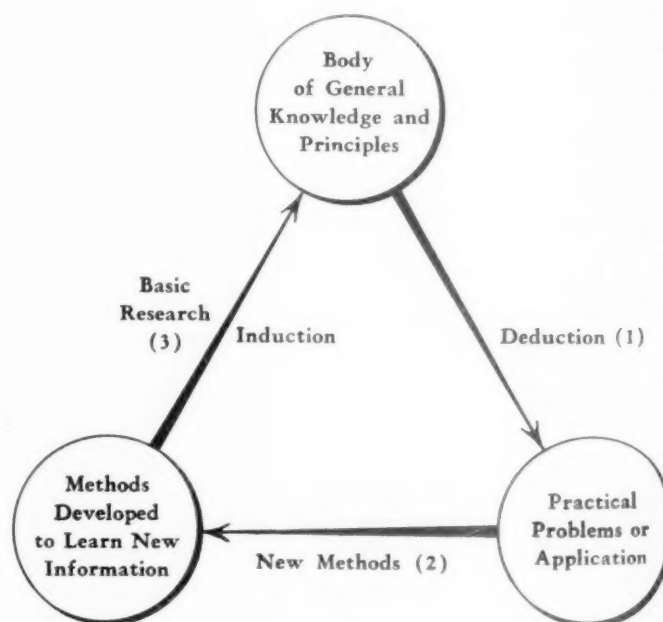 Body
of General
Knowledge and
Principles
Basic
Research
(3)
Induction
Deduction (1)
Methods
Developed
to Learn New
Information
New Methods (2)
Practical
Problems or
Application